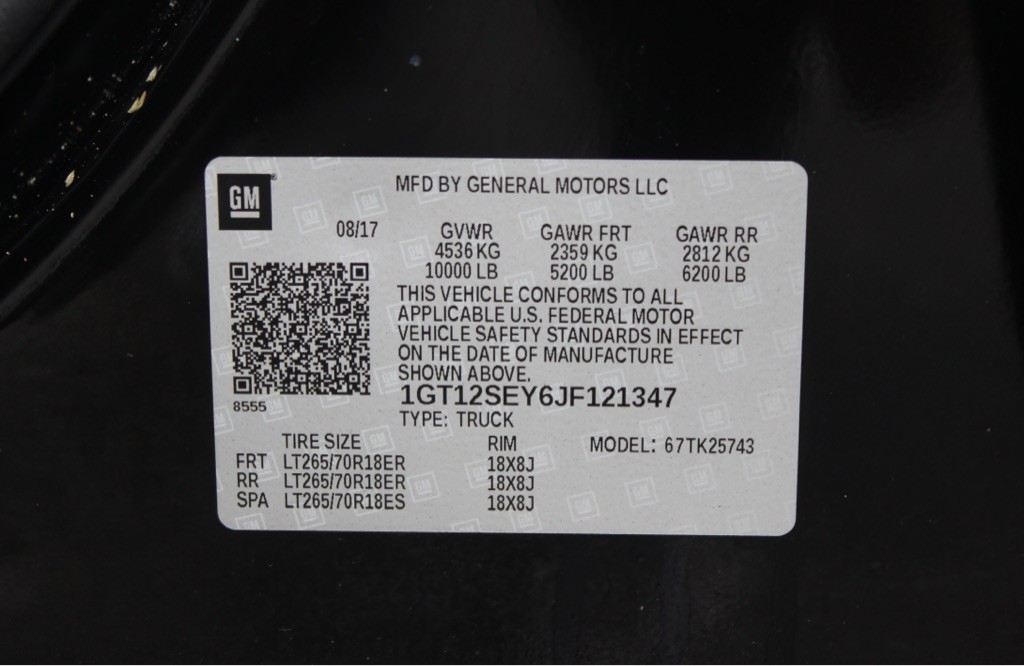 GM
MFD BY GENERAL MOTORS LLC
08/17 GVWR GAWR FRT GAWR RR
4536 KG 2359 KG 2812 KG
10000 LB 5200 LB 6200 LB
THIS VEHICLE CONFORMS TO ALL
APPLICABLE U.S. FEDERAL MOTOR
VEHICLE SAFETY STANDARDS IN EFFECT
ON THE DATE OF MANUFACTURE
SHOWN ABOVE.
8555
1GT12SEY6JF121347
TYPE: TRUCK
TIRE SIZE RIM MODEL: 67TK25743
FRT LT265/70R18ER 18X8J
RR LT265/70R18ER 18X8J
SPA LT265/70R18ES 18X8J